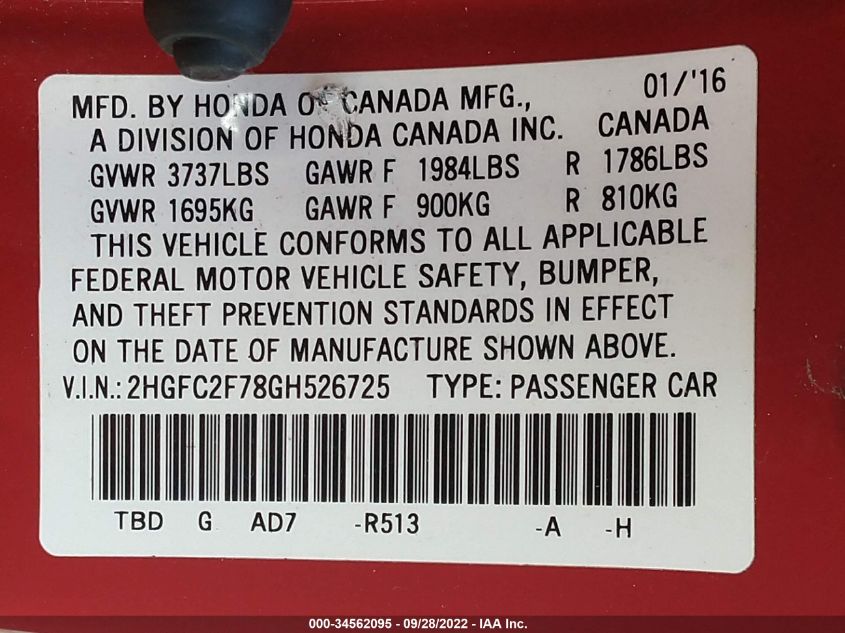 MFD. BY HONDA OF CANADA MFG., 01/'16
A DIVISION OF HONDA CANADA INC. CANADA
GVWR 3737LBS GAWR F 1984LBS R 1786LBS
GVWR 1695KG GAWR F 900KG R 810KG
THIS VEHICLE CONFORMS TO ALL APPLICABLE
FEDERAL MOTOR VEHICLE SAFETY, BUMPER,
AND THEFT PREVENTION STANDARDS IN EFFECT
ON THE DATE OF MANUFACTURE SHOWN ABOVE.
V.I.N.: 2HGFC2F78GH526725 TYPE: PASSENGER CAR
TBD G AD7 -R513 -A -H
000-34562095 - 09/28/2022 - IAA Inc.